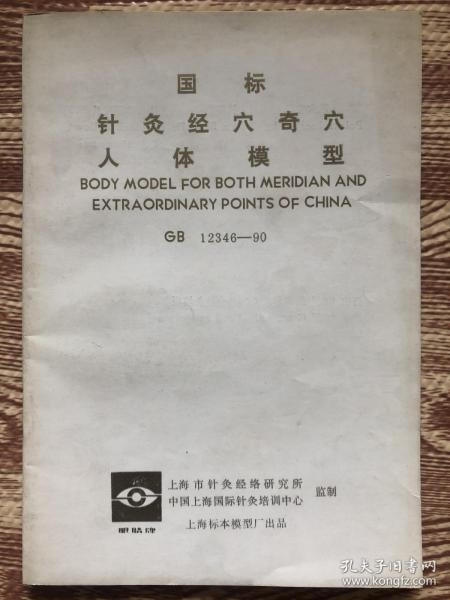 国标
针灸经穴奇穴
人体模型
BODY MODEL FOR BOTH MERIDIAN AND
EXTRAORDINARY POINTS OF CHINA
GB 12346—90
上海市针灸经络研究所
中国上海国际针灸培训中心
监制
上海标本模型厂出品
眼睛牌
孔夫子旧书网
www.kongfz.com